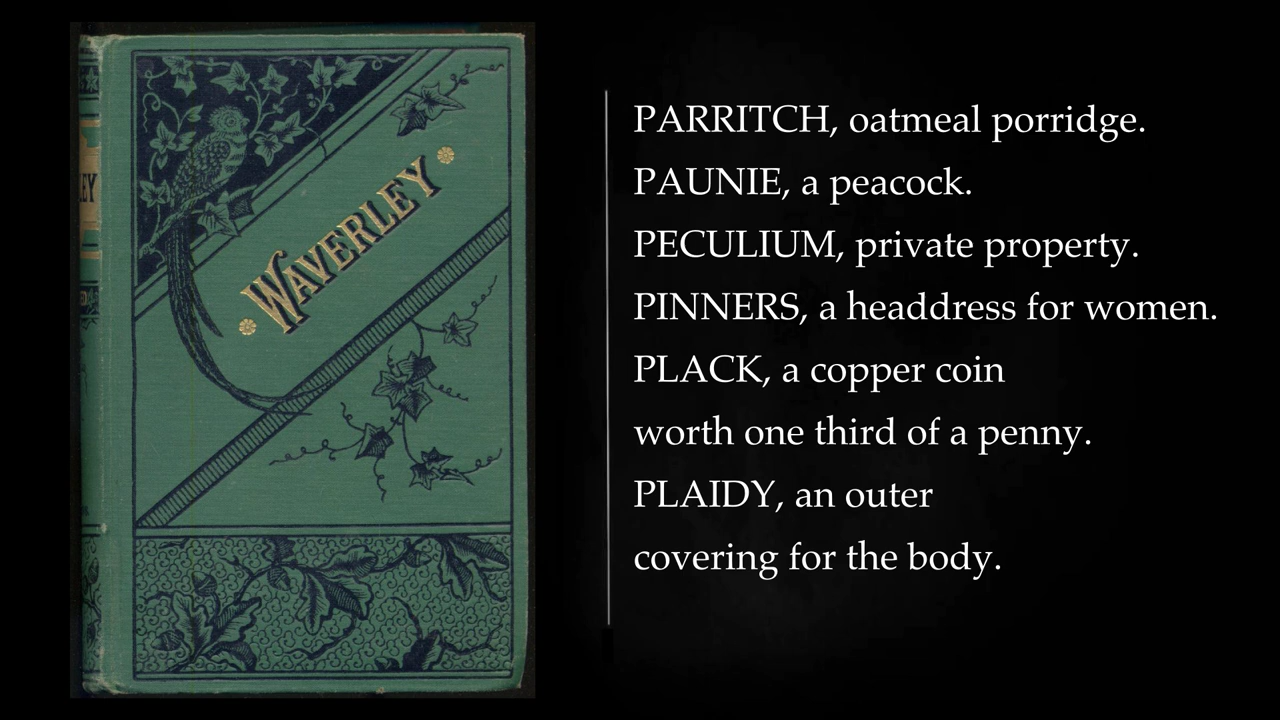 WAVERLEY
PARRITCH, oatmeal porridge.
PAUNIE, a peacock.
PECULIUM, private property.
PINNERS, a headdress for women.
PLACK, a copper coin
worth one third of a penny.
PLAIDY, an outer
covering for the body.